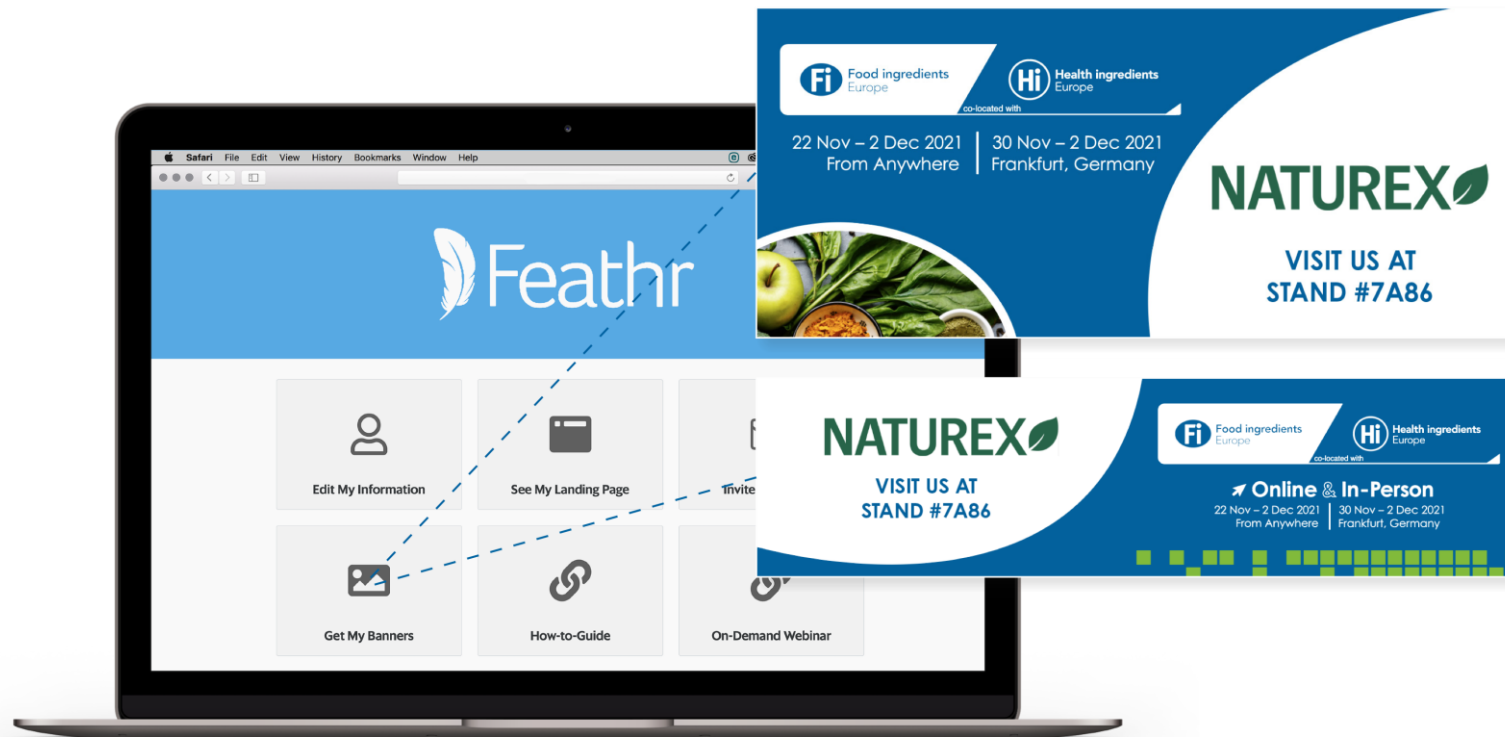 Safari File Edit View History Bookmarks Window Help
Feathr
Edit My Information
See My Landing Page
Invite
Get My Banners
How-to-Guide
On-Demand Webinar
Fi Food ingredients
Europe
Hi Health ingredients
Europe
co-located with
22 Nov – 2 Dec 2021
From Anywhere
30 Nov – 2 Dec 2021
Frankfurt, Germany
NATUREX
VISIT US AT
STAND #7A86
NATUREX
VISIT US AT
STAND #7A86
Fi Food ingredients
Europe
Hi Health ingredients
Europe
co-located with
Online & In-Person
22 Nov – 2 Dec 2021
From Anywhere
30 Nov – 2 Dec 2021
Frankfurt, Germany